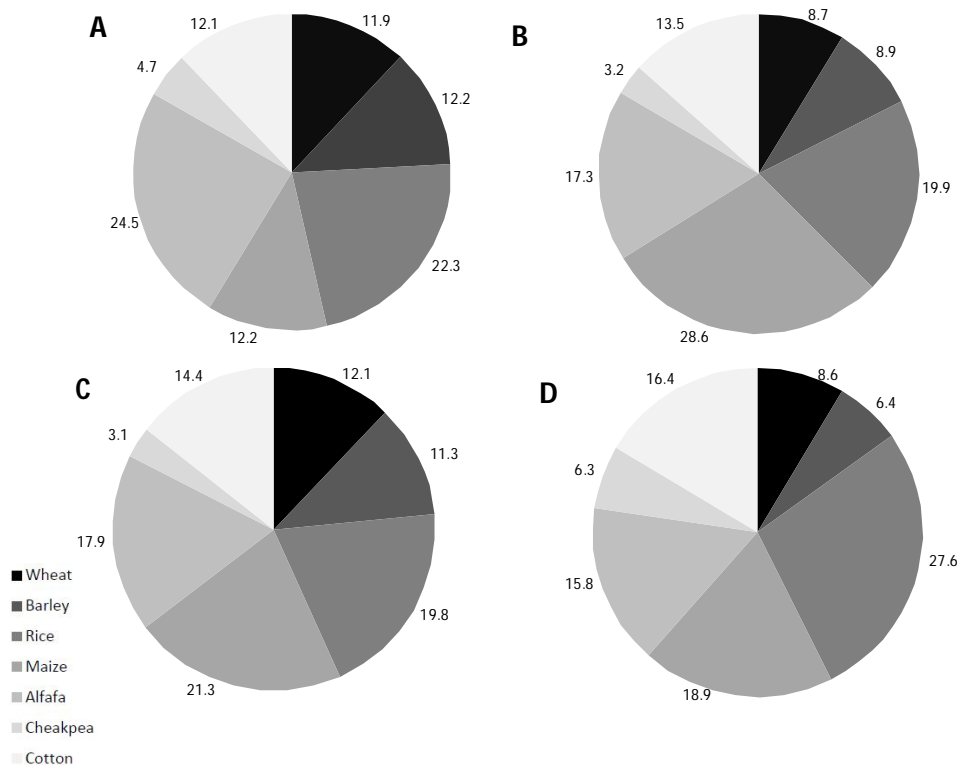 A
12.1
11.9
4.7
12.2
24.5
22.3
12.2
B
13.5
8.7
8.9
3.2
17.3
19.9
28.6
C
14.4
12.1
3.1
11.3
17.9
19.8
21.3
D
16.4
8.6
6.4
6.3
27.6
15.8
18.9
Wheat
Barley
Rice
Maize
Alfafa
Cheakpea
Cotton